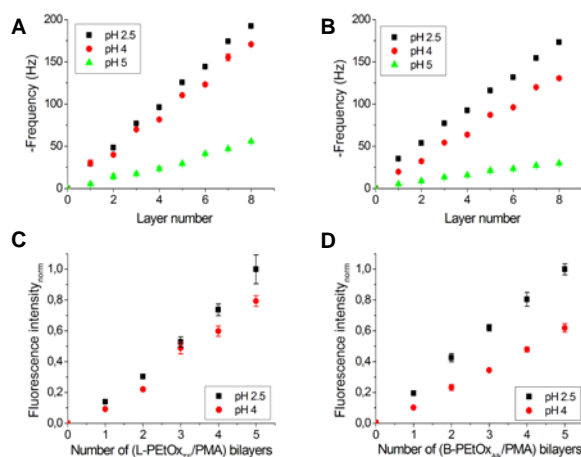 A
B
200
150
100
50
0
-Frequency (Hz)
pH 2.5
pH 4
pH 5
0 1 2 3 4 5 6 7 8 9
Layer number
200
150
100
50
0
-Frequency (Hz)
pH 2.5
pH 4
pH 5
0 1 2 3 4 5 6 7 8 9
Layer number
C
D
1,0
0,8
0,6
0,4
0,2
0,0
Fluorescence intensity norm
pH 2.5
pH 4
0 1 2 3 4 5
Number of (L-PEtOx /PMA) bilayers
1,0
0,8
0,6
0,4
0,2
0,0
Fluorescence intensity norm
pH 2.5
pH 4
0 1 2 3 4 5
Number of (B-PEtOx /PMA) bilayers